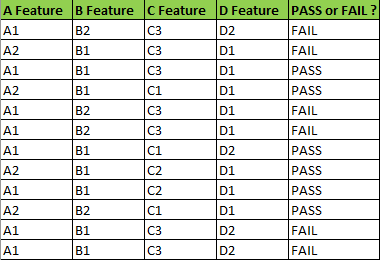 A Feature B Feature C Feature D Feature PASS or FAIL ?
A1 B2 C3 D2 FAIL
A2 B1 C3 D1 FAIL
A1 B1 C3 D1 PASS
A2 B1 C1 D1 PASS
A1 B2 C3 D1 FAIL
A1 B2 C3 D1 FAIL
A1 B1 C1 D2 PASS
A2 B1 C2 D1 PASS
A1 B1 C2 D1 PASS
A2 B2 C1 D1 PASS
A1 B1 C3 D2 FAIL
A1 B1 C3 D2 FAIL